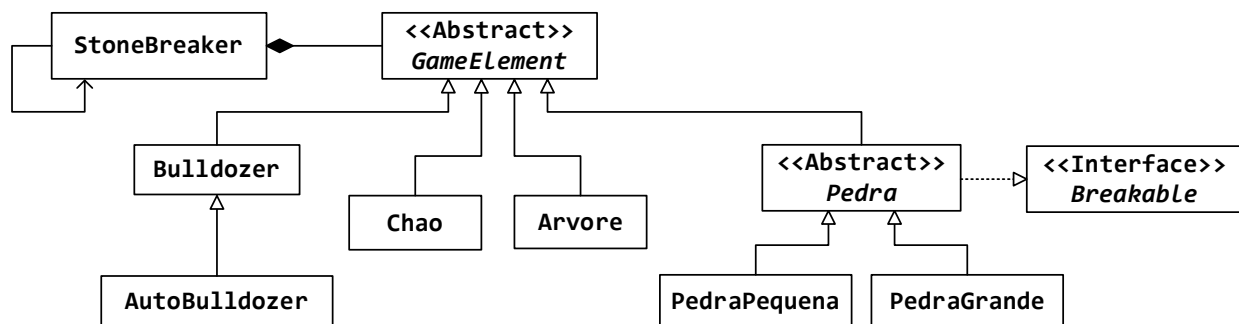 StoneBreaker
<<Abstract>>
GameElement
Bulldozer
<<Abstract>>
Pedra
<<Interface>>
Breakable
Chao
Arvore
AutoBulldozer
PedraPequena
PedraGrande